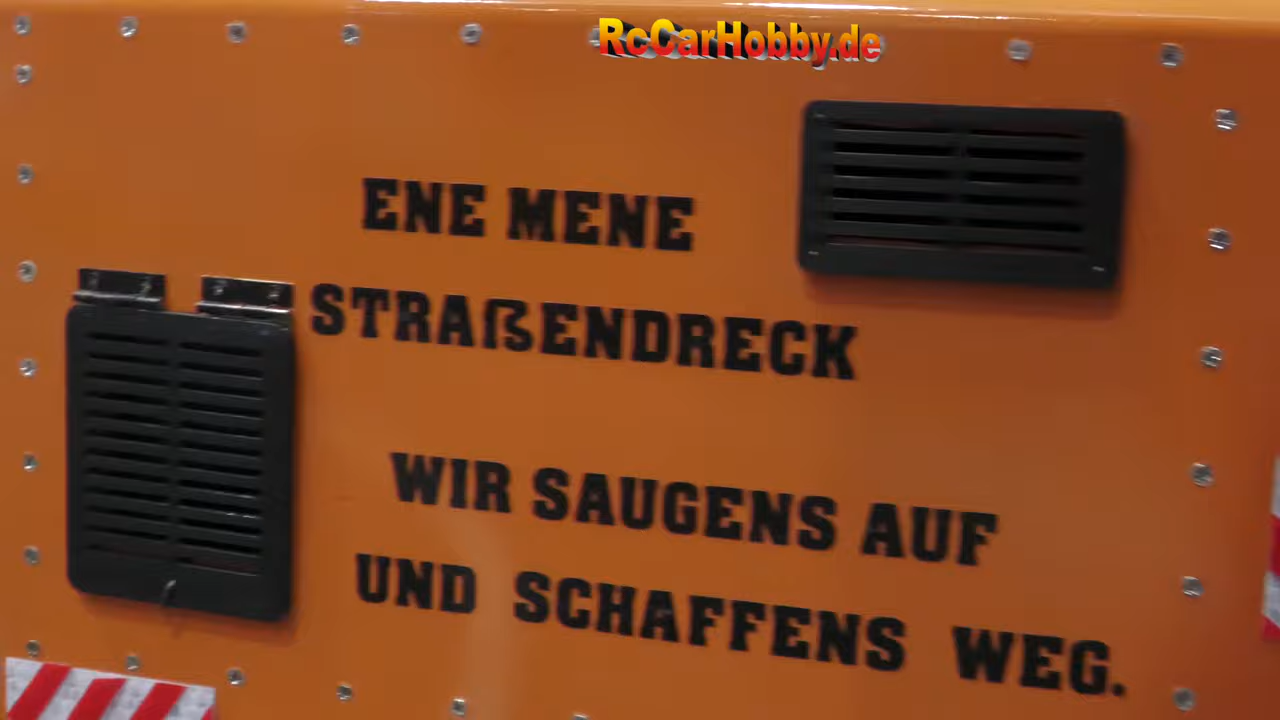 RcCarHobby.de
ENE MENE
STRAßENDRECK
WIR SAUGENS AUF
UND SCHAFFENS WEG.